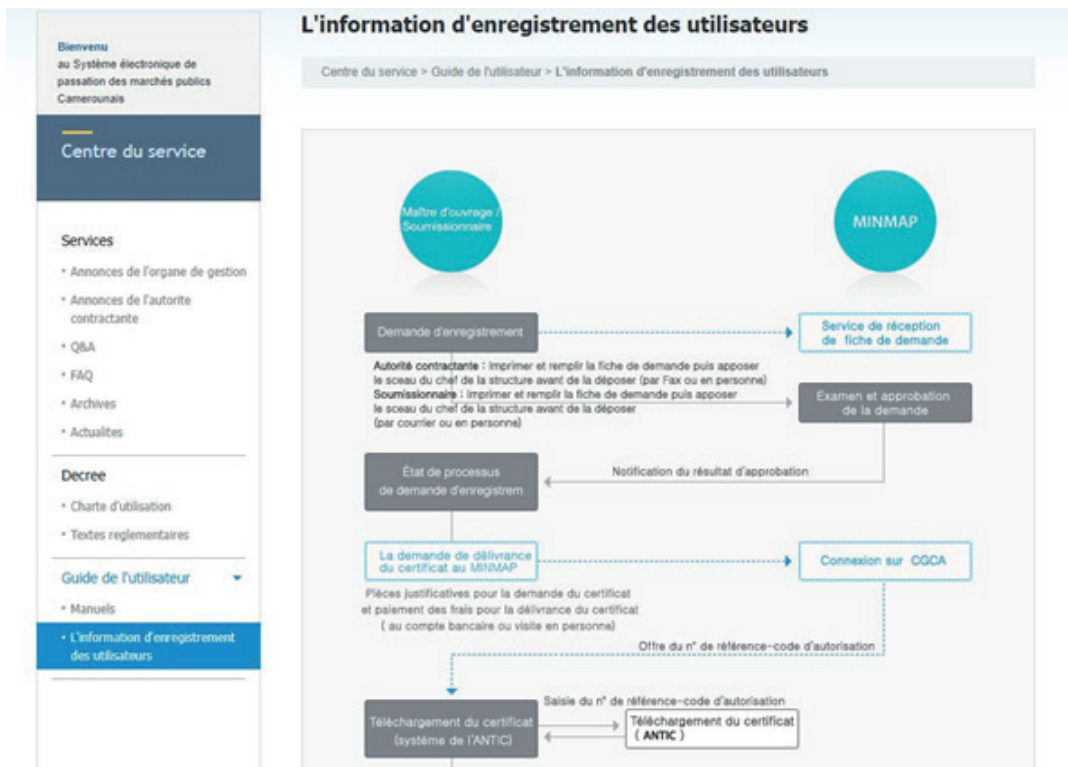 Bienvenu
au Système électronique de
passation des marchés publics
Camerounais
Centre du service
Services
• Annonces de l'organe de gestion
• Annonces de l'autorite
contractante
• Q&A
• FAQ
• Archives
• Actualites
Decree
• Charte d'utilisation
• Textes reglementaires
Guide de l'utilisateur
• Manuels
• L'information d'enregistrement
des utilisateurs
L'information d'enregistrement des utilisateurs
Centre du service > Guide de l'utilisateur > L'information d'enregistrement des utilisateurs
Maître d'ouvrage /
Soumissionnaire
MINMAP
Demande d'enregistrement
Service de réception
de fiche de demande
Autorité contractante : Imprimer et remplir la fiche de demande puis apposer
le sceau du chef de la structure avant de la déposer (par Fax ou en personne)
Soumissionnaire : Imprimer et remplir la fiche de demande puis apposer
le sceau du chef de la structure avant de la déposer
(par courrier ou en personne)
Examen et approbation
de la demande
État de processus
de demande d'enregistrem
Notification du résultat d'approbation
La demande de délivrance
du certificat au MINMAP
Connexion sur CGCA
Pièces justificatives pour la demande du certificat
et paiement des frais pour la délivrance du certificat
( au compte bancaire ou visite en personne)
Offre du n° de référence-code d'autorisation
Saisie du n° de référence-code d'autorisation
Téléchargement du certificat
(système de l'ANTIC)
Téléchargement du certificat
( ANTIC )